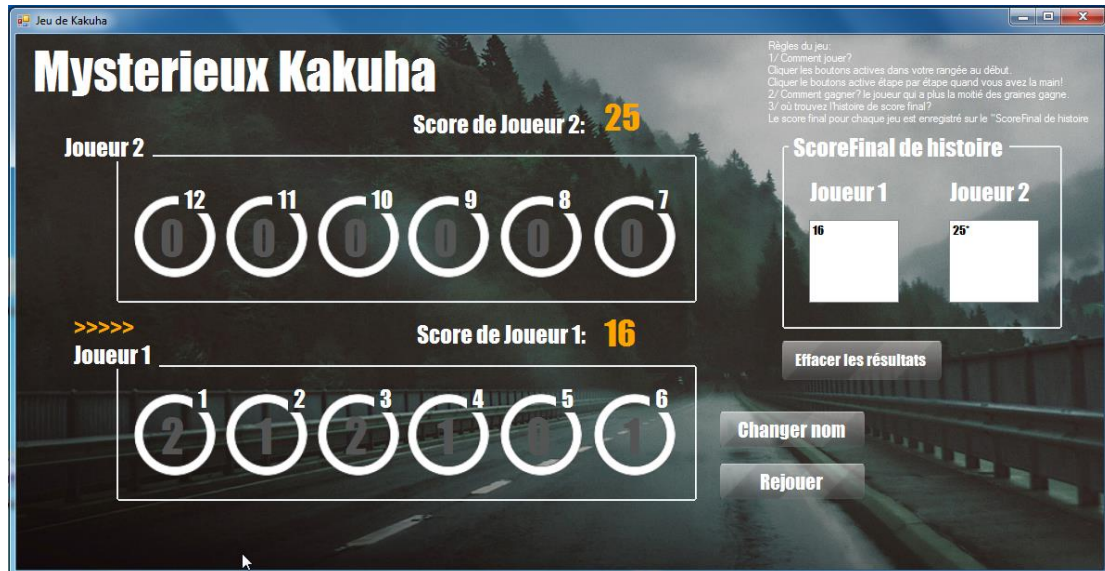 Jeu de Kakuha
Mysterieux Kakuha
Règles du jeu:
1/ Comment jouer?
Cliquer les boutons actives dans votre rangée au début.
Cliquer le boutons active étape par étape quand vous avez la main!
2/ Comment gagner? le joueur qui a plus la moitié des graines gagne.
3/ où trouvez l'histoire de score final?
Le score final pour chaque jeu est enregistré sur le "ScoreFinal de histoire
Score de Joueur 2: 25
Joueur 2
12 11 10 9 8 7
0 0 0 0 0 0
ScoreFinal de histoire
Joueur 1 Joueur 2
16 25*
>>>>>
Score de Joueur 1: 16
Joueur 1
1 2 3 4 5 6
2 1 2 1 0 1
Effacer les résultats
Changer nom
Rejouer